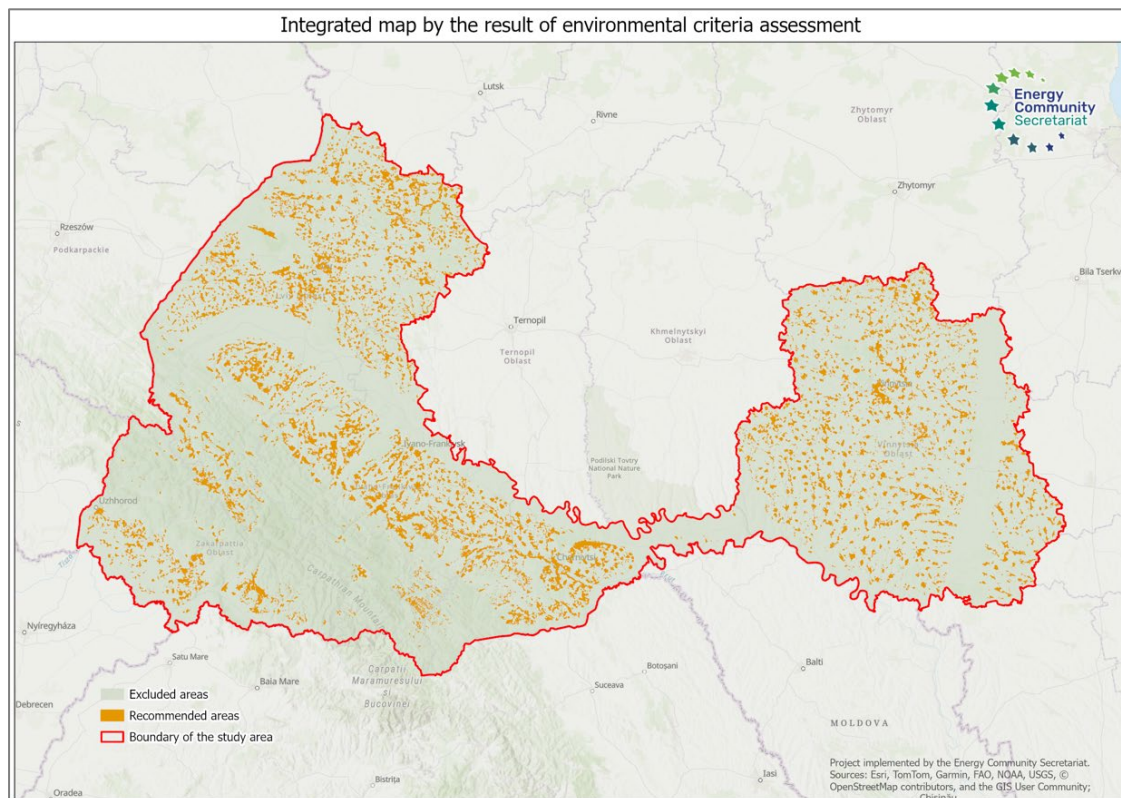 Integrated map by the result of environmental criteria assessment
Energy
Community
Secretariat
Lutsk
Rivne
Zhytomyr
Oblast
Zhytomyr
Rzeszów
Podkarpackie
Bila Tserkv
Ternopil
Ternopil
Oblast
Khmelnytskyi
Oblast
Vinnytsia
Oblast
Ivano-Frankivsk
Podilski Tovtry
National Nature
Park
Uzhhorod
Zakarpattia
Oblast
Chernivtsi
Carpathian
Mountains
Nyíregyháza
Satu Mare
Baia Mare
Carpații
Maramureșului
și
Bucovinei
Botoșani
Suceava
Balti
MOLDOVA
Debrecen
Excluded areas
Recommended areas
Boundary of the study area
Oradea
Bistrița
Iasi
Project implemented by the Energy Community Secretariat.
Sources: Esri, TomTom, Garmin, FAO, NOAA, USGS, ©
OpenStreetMap contributors, and the GIS User Community;